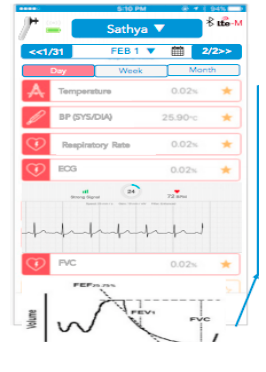 5:10 PM
94%
Sathya ▼
life-M
<<1/31
FEB 1 ▼
2/2>>
Day
Week
Month
Temperature
0.02%
BP (SYS/DIA)
25.90°C
Respiratory Rate
0.02%
ECG
0.02%
Strong Signal
24
72 BPM
FVC
0.02%
FEF25-75%
FEV1
FVC
Volume